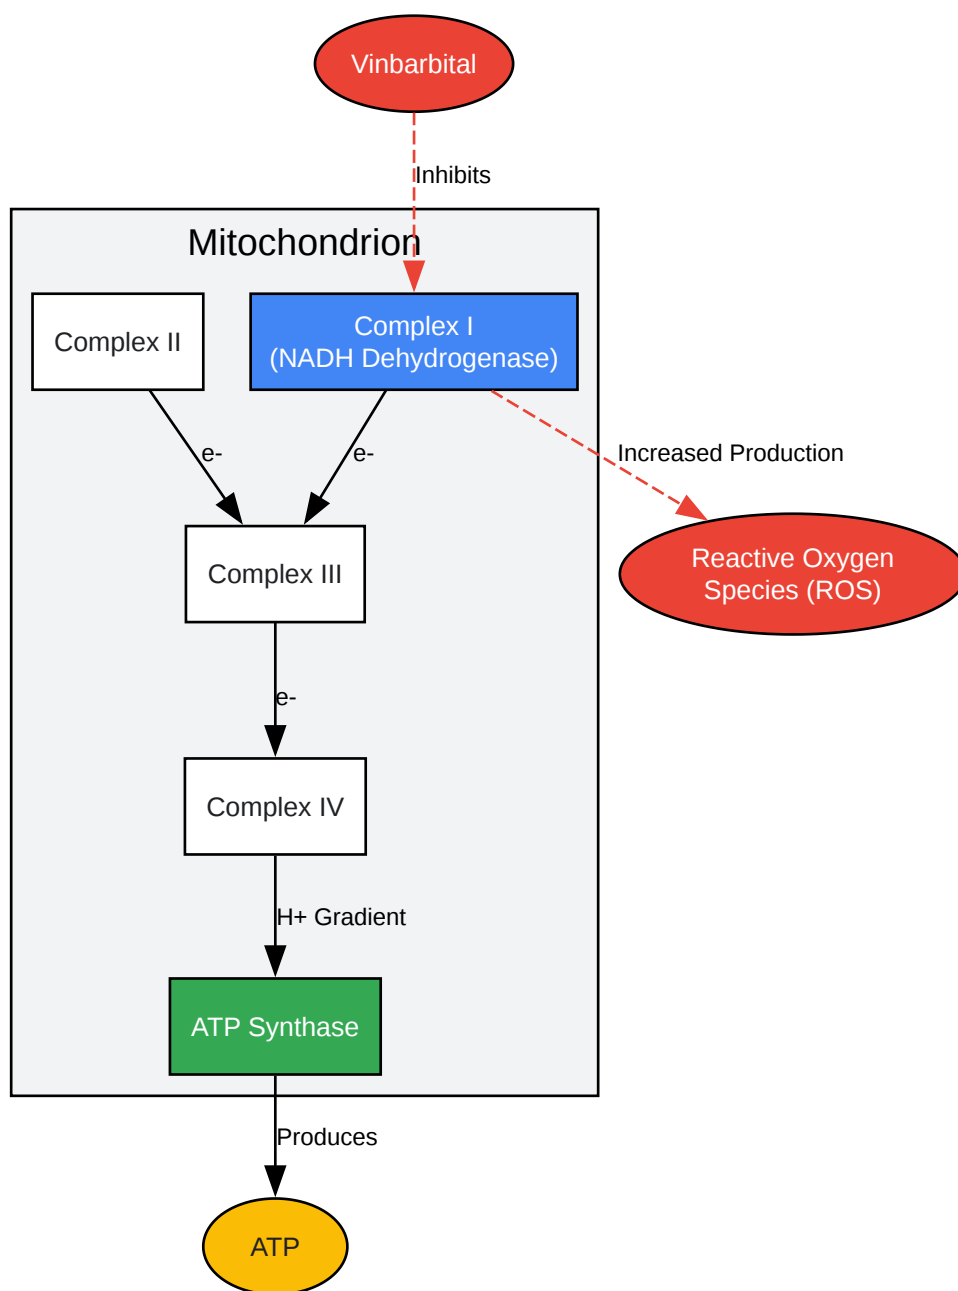 Vinbarbital
Inhibits
Mitochondrion
Complex II
Complex I
(NADH Dehydrogenase)
e-
e-
Increased Production
Complex III
Reactive Oxygen
Species (ROS)
e-
Complex IV
H+ Gradient
ATP Synthase
Produces
ATP